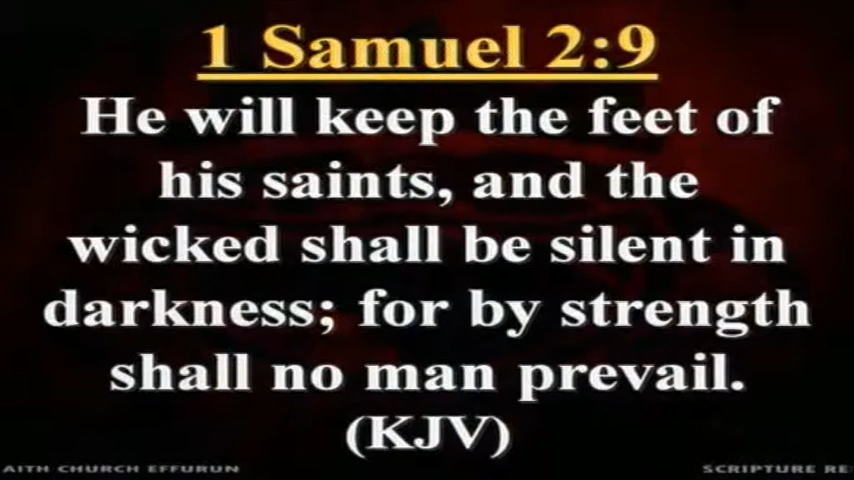 1 Samuel 2:9
He will keep the feet of
his saints, and the
wicked shall be silent in
darkness; for by strength
shall no man prevail.
(KJV)
AITH CHURCH EFFURUN
SCRIPTURE RE